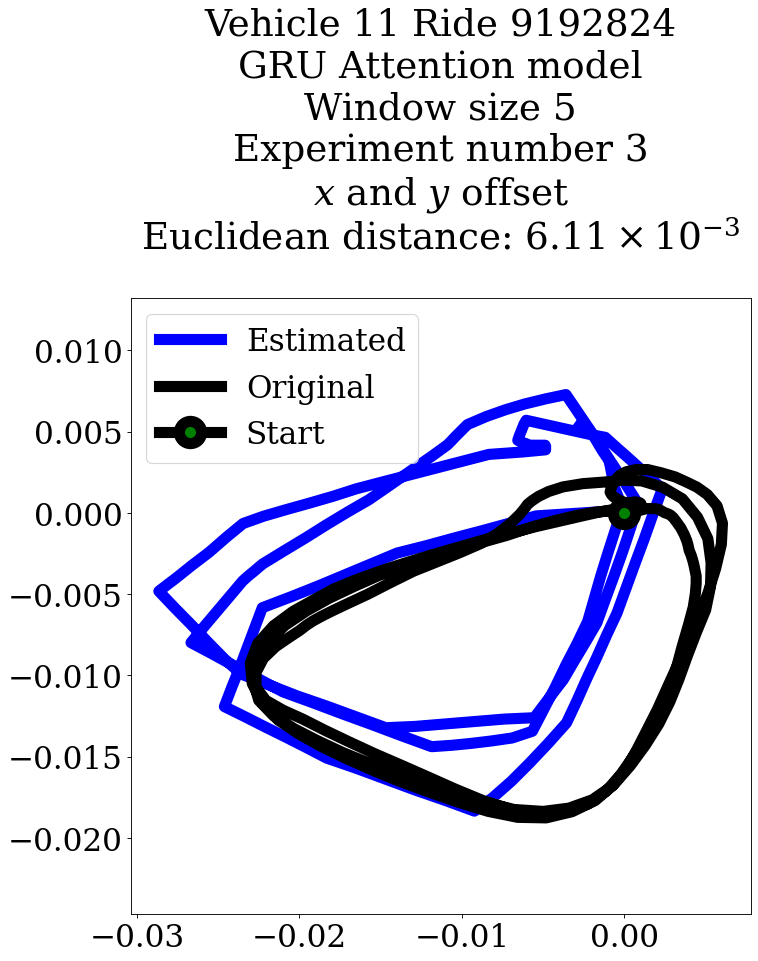 Vehicle 11 Ride 9192824
GRU Attention model
Window size 5
Experiment number 3
x and y offset
Euclidean distance: 6.11 × 10⁻³
Estimated
Original
Start
0.010
0.005
0.000
−0.005
−0.010
−0.015
−0.020
−0.03 −0.02 −0.01 0.00